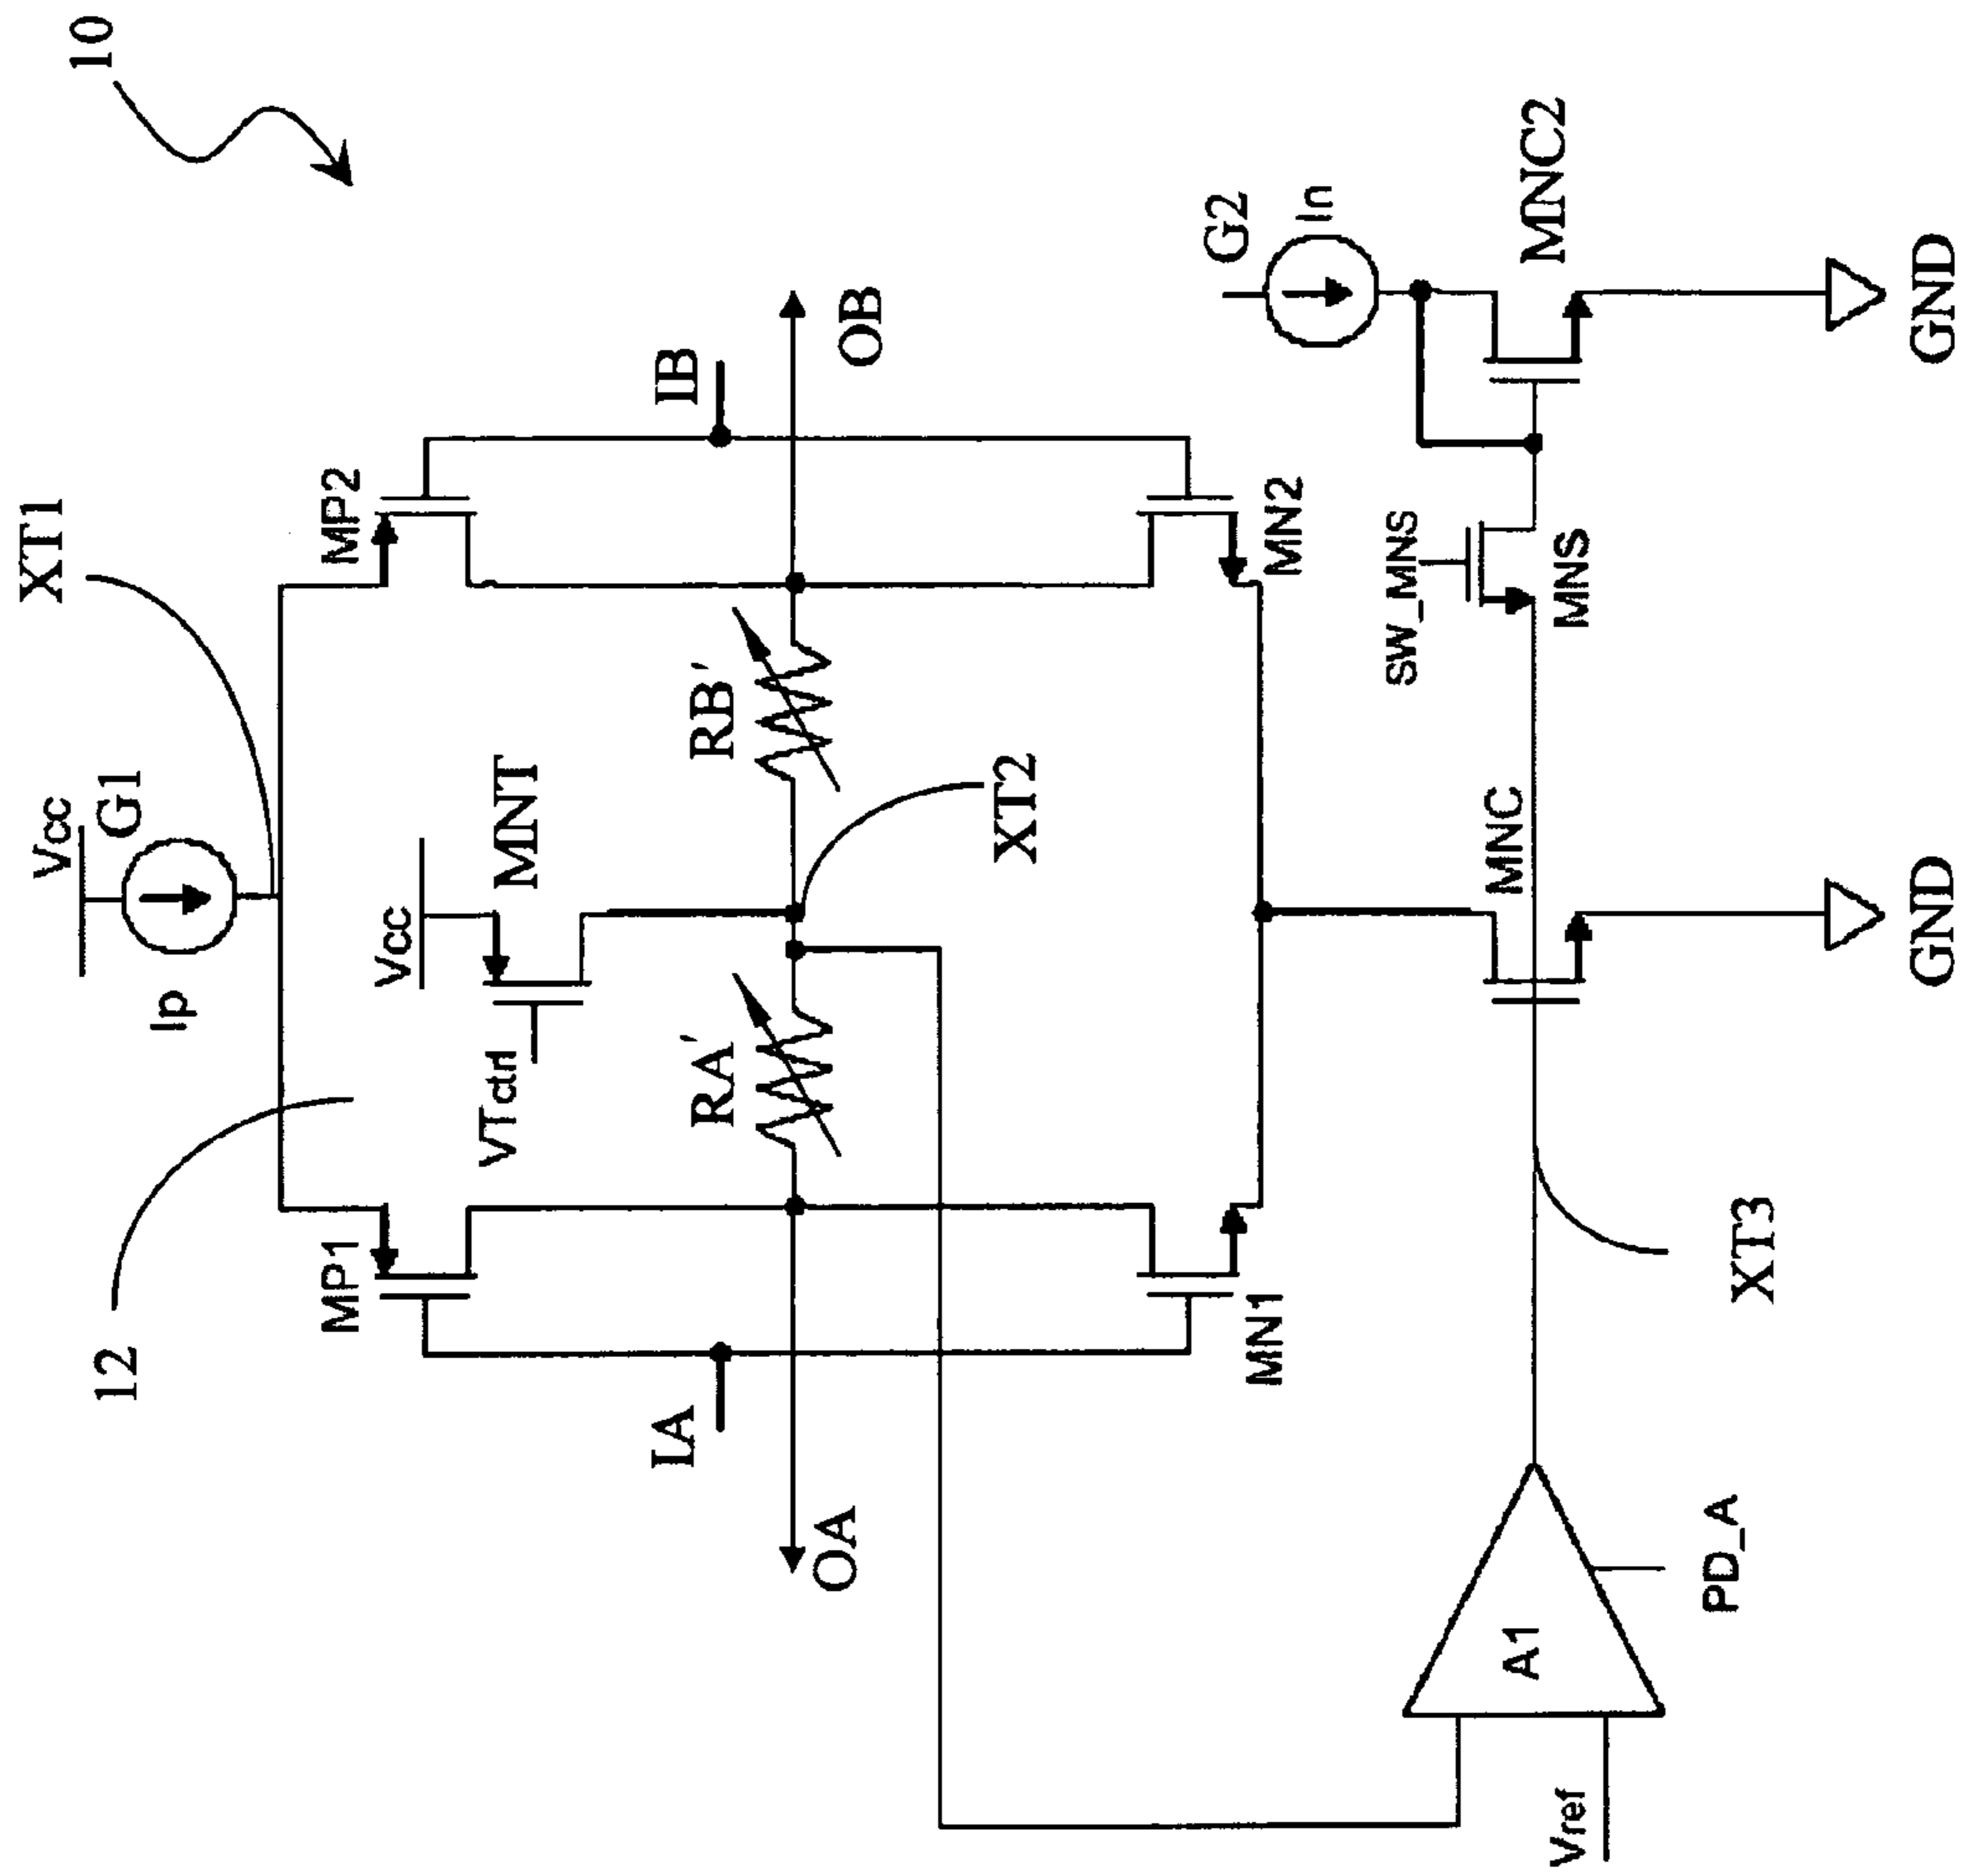 10
XT1
Vcc
G1
Ip
12
MP1
MP2
Vcc
MNT
VTctrl
IA
IB
RA'
RB'
OA
OB
XT2
MN1
MN2
G2
In
SW_MNS
MNS
MNC
MNC2
A1
Vref
PD_A
XT3
GND
GND